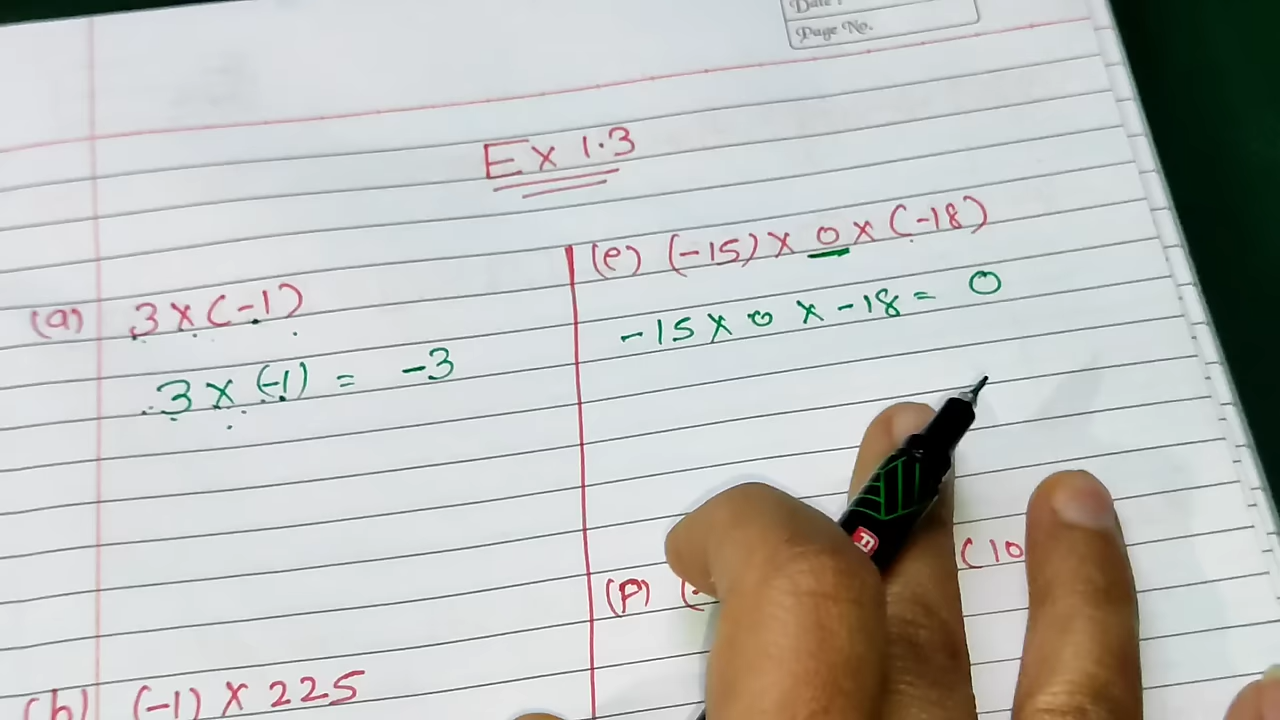 Date :
Page No.
Ex 1.3
(a) 3 x (-1)
3 x (-1) = -3
(b) (-1) x 225
(e) (-15) x 0 x (-18)
-15 x 0 x -18 = 0
(f) (-
(10